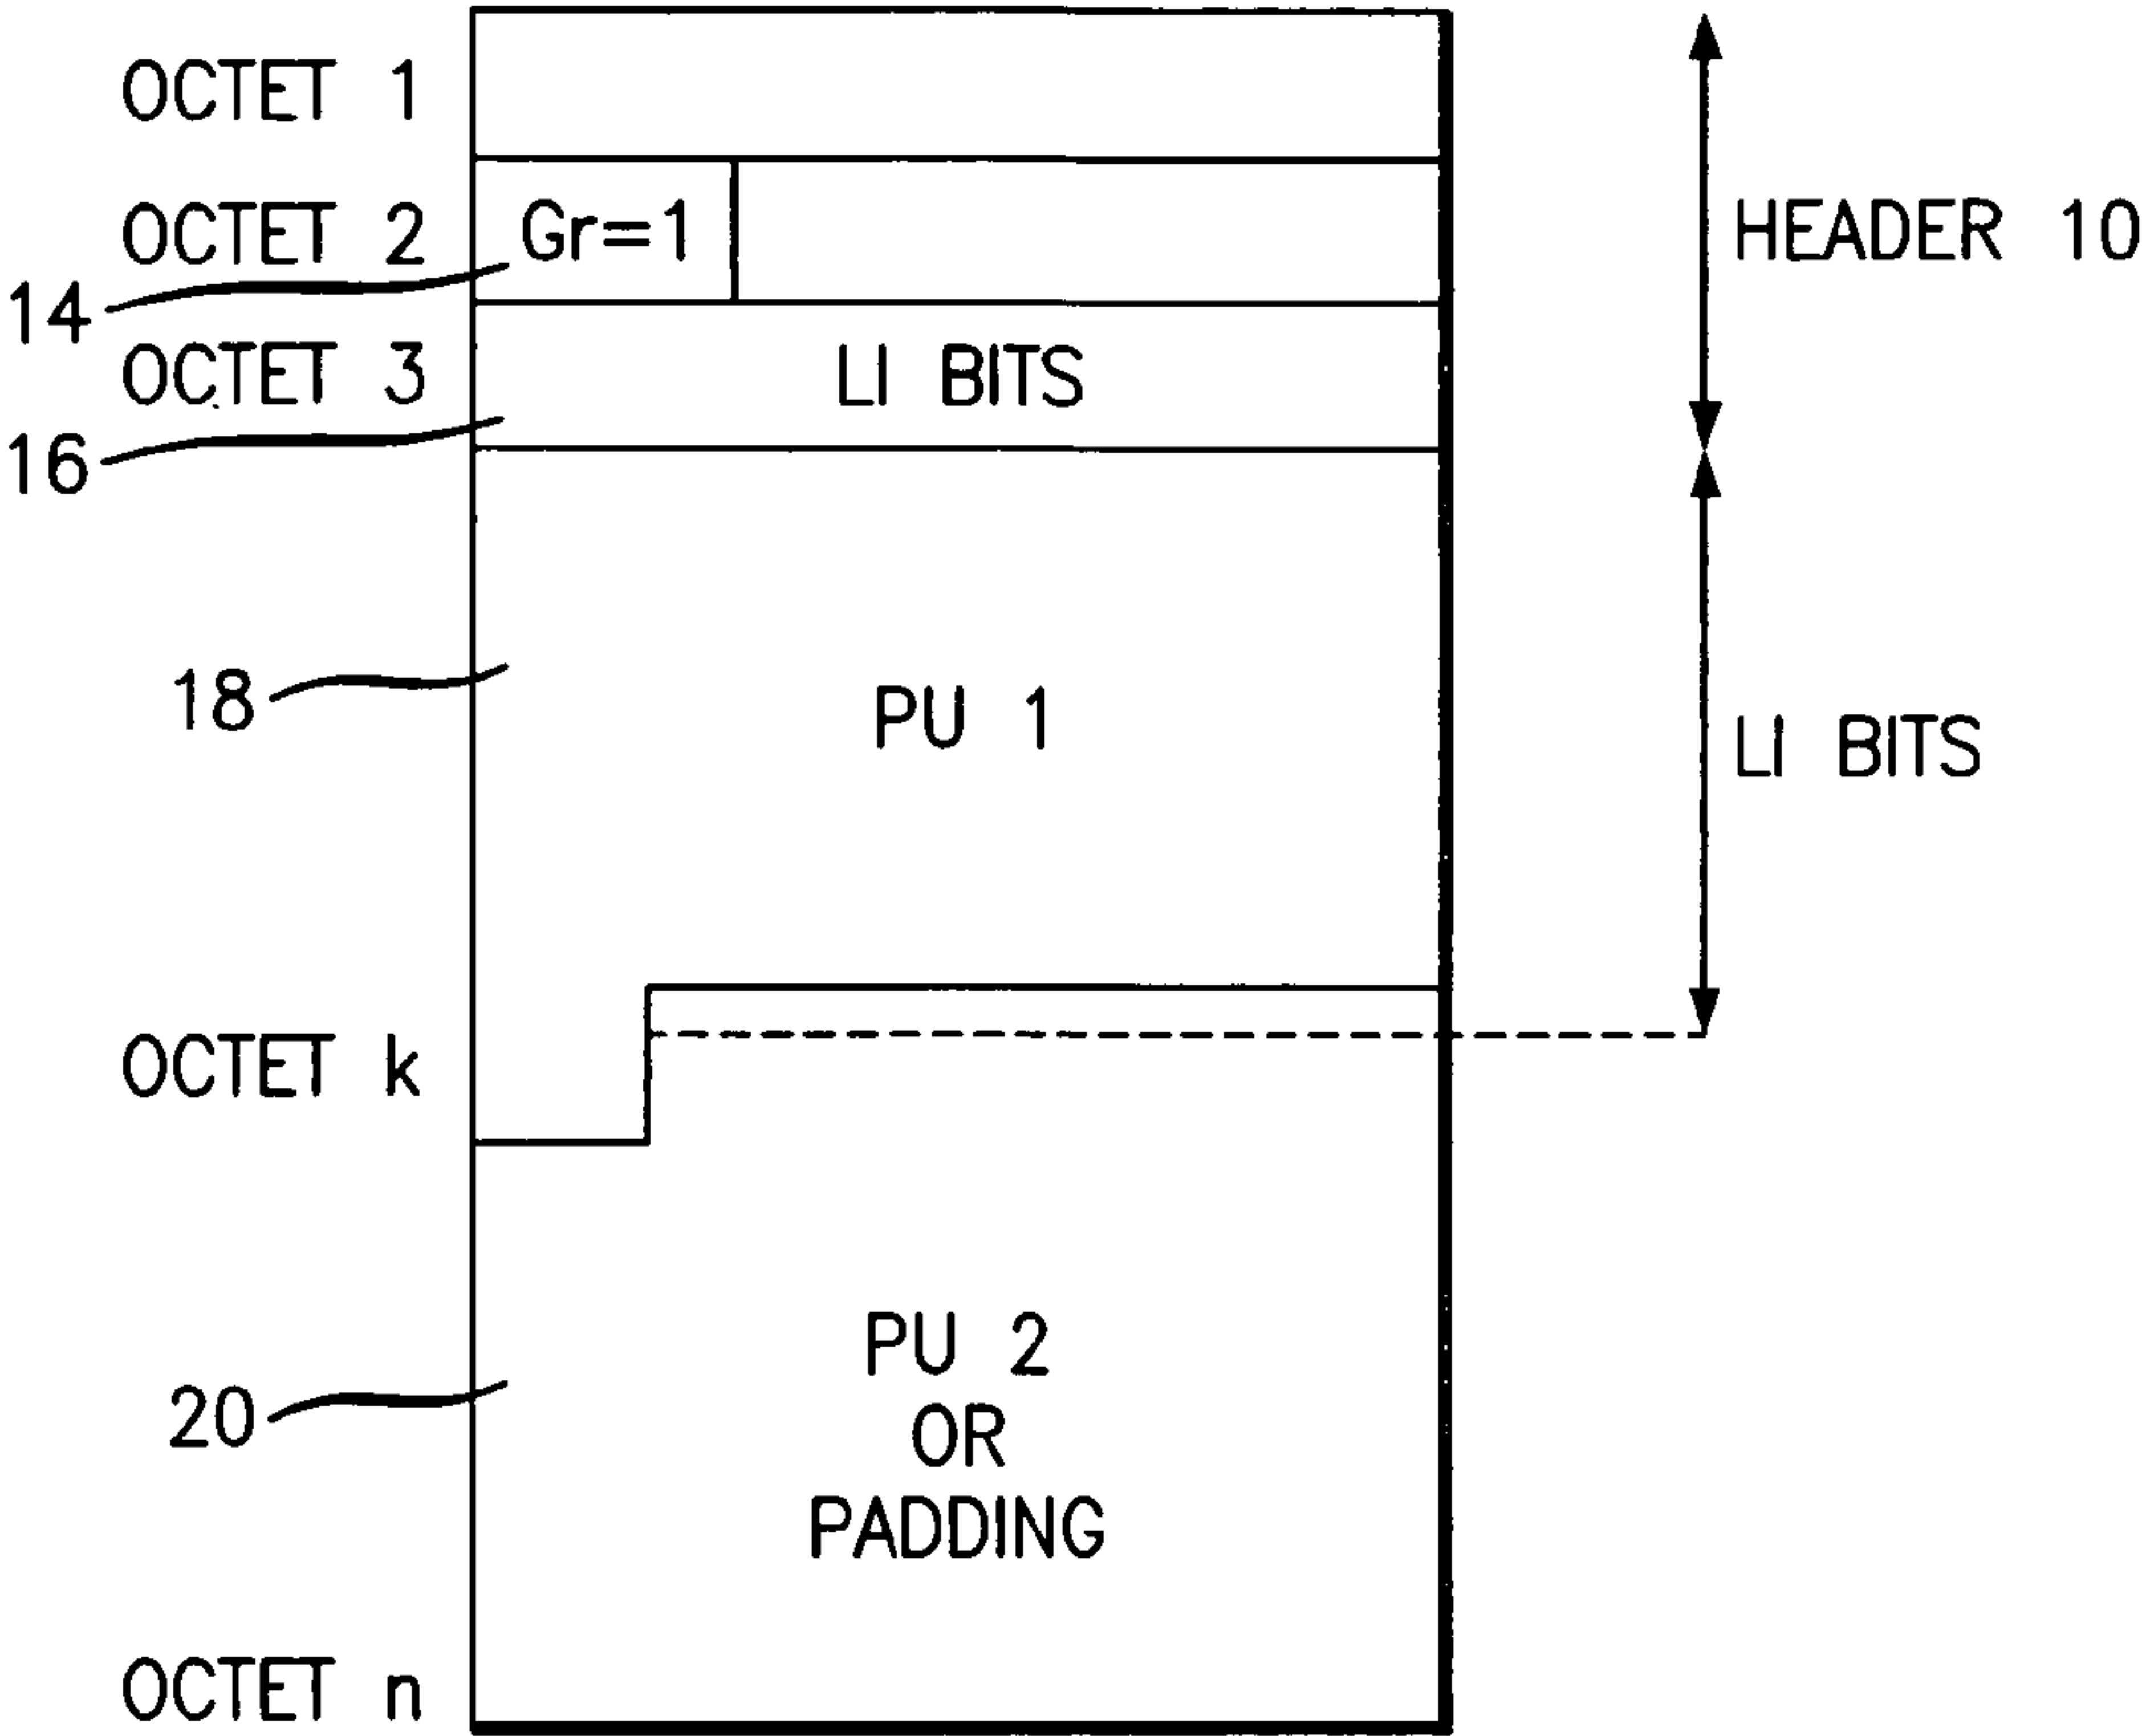 OCTET 1
OCTET 2
Gr=1
HEADER 10
14
OCTET 3
LI BITS
16
18
PU 1
LI BITS
OCTET k
PU 2
20
OR
PADDING
OCTET n